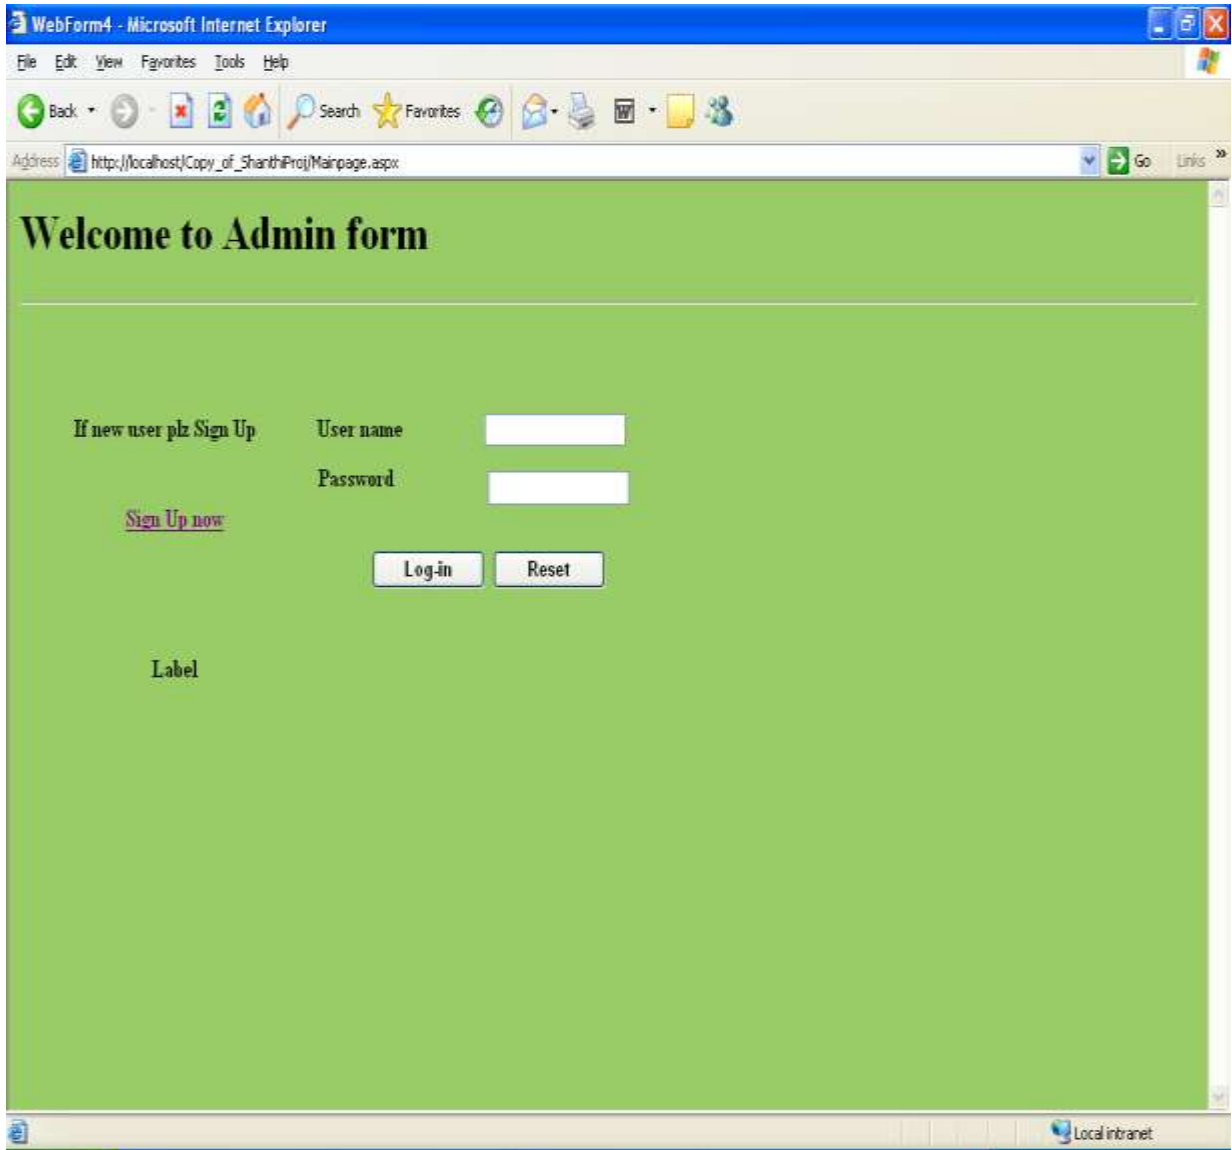 WebForm4 - Microsoft Internet Explorer
File Edit View Favorites Tools Help
Back Search Favorites
Address http://localhost/Copy_of_ShanthiProj/Mainpage.aspx Go Links »
Welcome to Admin form
If new user plz Sign Up User name
Password
Sign Up now
Log-in Reset
Label
Local intranet